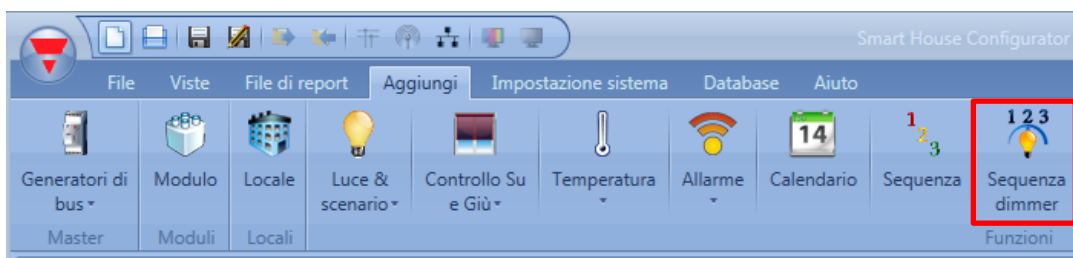 Smart House Configurator
File Viste File di report Aggiungi Impostazione sistema Database Aiuto
14 1 2 3 1 2 3
Generatori di bus Modulo Locale Luce & scenario Controllo Su e Giù Temperatura Allarme Calendario Sequenza Sequenza dimmer
Master Moduli Locali Funzioni